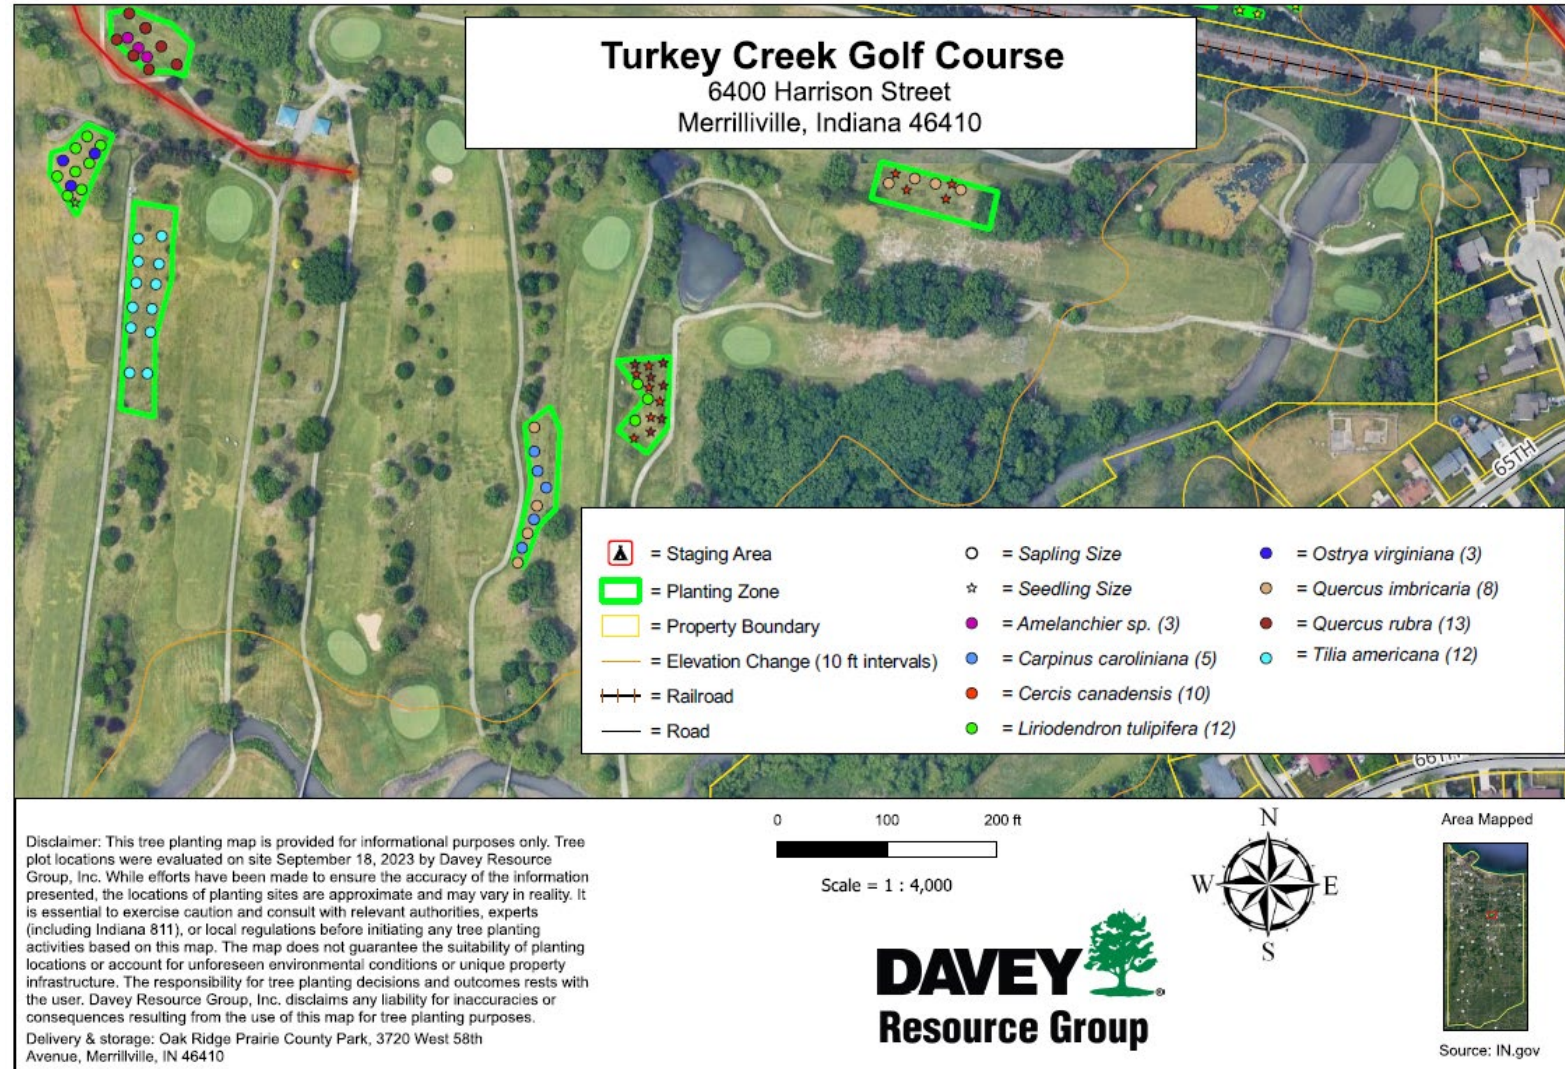 Turkey Creek Golf Course
6400 Harrison Street
Merrilliville, Indiana 46410
65TH
= Staging Area
= Planting Zone
= Property Boundary
= Elevation Change (10 ft intervals)
= Railroad
= Road
= Sapling Size
= Seedling Size
= Amelanchier sp. (3)
= Carpinus caroliniana (5)
= Cercis canadensis (10)
= Liriodendron tulipifera (12)
= Ostrya virginiana (3)
= Quercus imbricaria (8)
= Quercus rubra (13)
= Tilia americana (12)
66TH
Disclaimer: This tree planting map is provided for informational purposes only. Tree
plot locations were evaluated on site September 18, 2023 by Davey Resource
Group, Inc. While efforts have been made to ensure the accuracy of the information
presented, the locations of planting sites are approximate and may vary in reality. It
is essential to exercise caution and consult with relevant authorities, experts
(including Indiana 811), or local regulations before initiating any tree planting
activities based on this map. The map does not guarantee the suitability of planting
locations or account for unforeseen environmental conditions or unique property
infrastructure. The responsibility for tree planting decisions and outcomes rests with
the user. Davey Resource Group, Inc. disclaims any liability for inaccuracies or
consequences resulting from the use of this map for tree planting purposes.
Delivery & storage: Oak Ridge Prairie County Park, 3720 West 58th
Avenue, Merrillville, IN 46410
0 100 200 ft
Scale = 1 : 4,000
N
W E
S
DAVEY
Resource Group
Area Mapped
Source: IN.gov